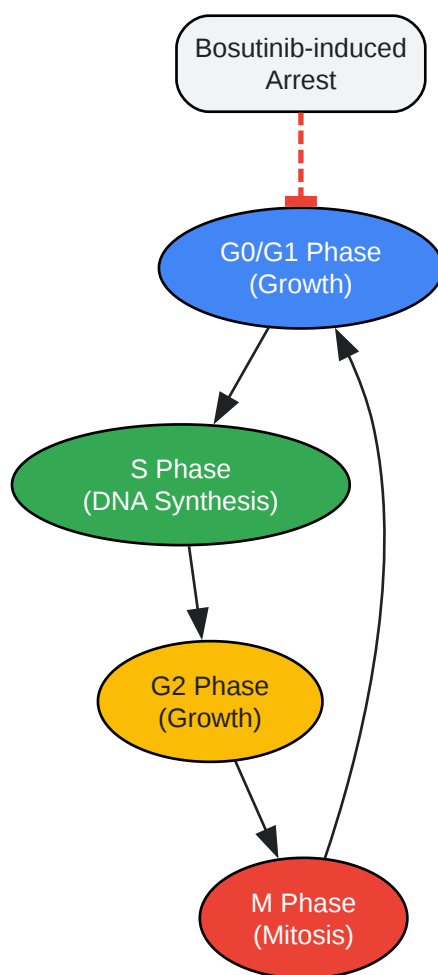 Bosutinib-induced
Arrest
G0/G1 Phase
(Growth)
S Phase
(DNA Synthesis)
G2 Phase
(Growth)
M Phase
(Mitosis)